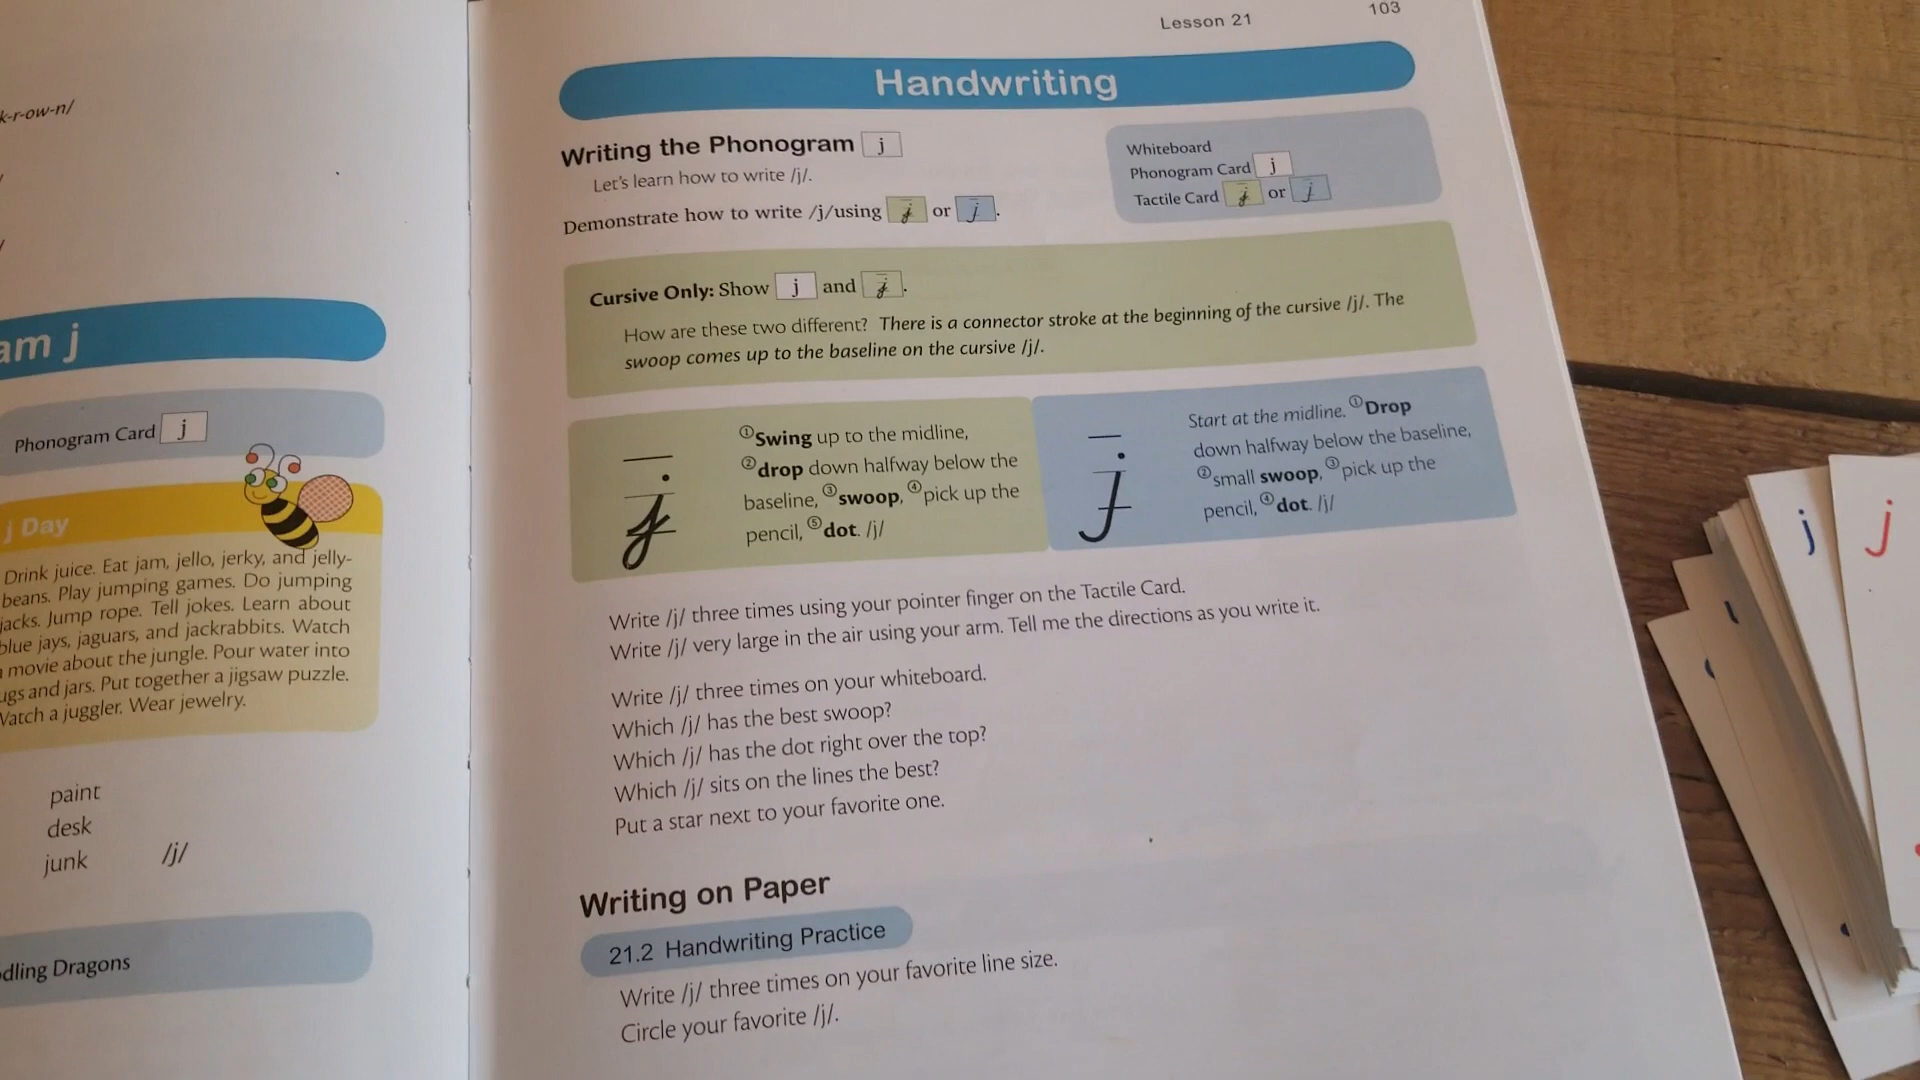 k-r-ow-n/
am j
Phonogram Card j
j Day
Drink juice. Eat jam, jello, jerky, and jelly-
beans. Play jumping games. Do jumping
jacks. Jump rope. Tell jokes. Learn about
blue jays, jaguars, and jackrabbits. Watch
movie about the jungle. Pour water into
ugs and jars. Put together a jigsaw puzzle.
Watch a juggler. Wear jewelry.
paint
desk
junk /j/
dling Dragons
Lesson 21 103
Handwriting
Writing the Phonogram j
Let's learn how to write /j/.
Demonstrate how to write /j/using j or j.
Whiteboard
Phonogram Card j
Tactile Card j or j
Cursive Only: Show j and j.
How are these two different? There is a connector stroke at the beginning of the cursive /j/. The
swoop comes up to the baseline on the cursive /j/.
j
①Swing up to the midline,
②drop down halfway below the
baseline, ③swoop, ④pick up the
pencil, ⑤dot. /j/
j
Start at the midline. ①Drop
down halfway below the baseline,
②small swoop, ③pick up the
pencil, ④dot. /j/
Write /j/ three times using your pointer finger on the Tactile Card.
Write /j/ very large in the air using your arm. Tell me the directions as you write it.
Write /j/ three times on your whiteboard.
Which /j/ has the best swoop?
Which /j/ has the dot right over the top?
Which /j/ sits on the lines the best?
Put a star next to your favorite one.
Writing on Paper
21.2 Handwriting Practice
Write /j/ three times on your favorite line size.
Circle your favorite /j/.
j
j